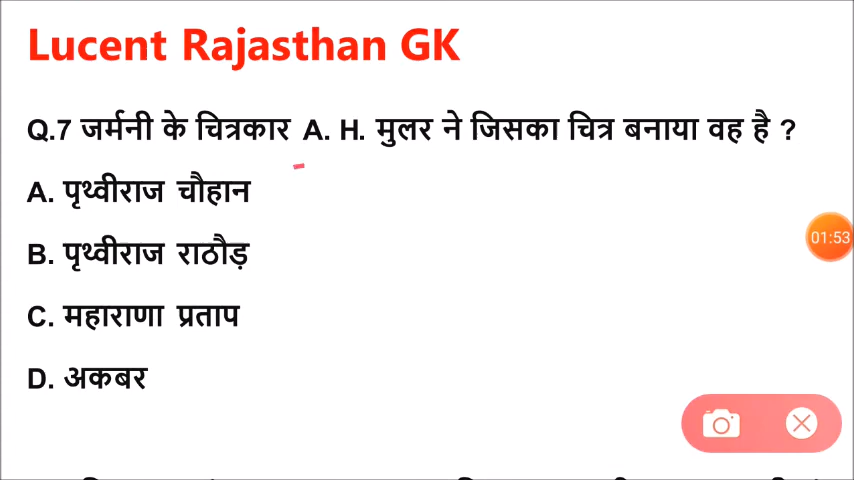 Lucent Rajasthan GK
Q.7 जर्मनी के चित्रकार A. H. मुलर ने जिसका चित्र बनाया वह है ?
A. पृथ्वीराज चौहान
B. पृथ्वीराज राठौड़
01:53
C. महाराणा प्रताप
D. अकबर